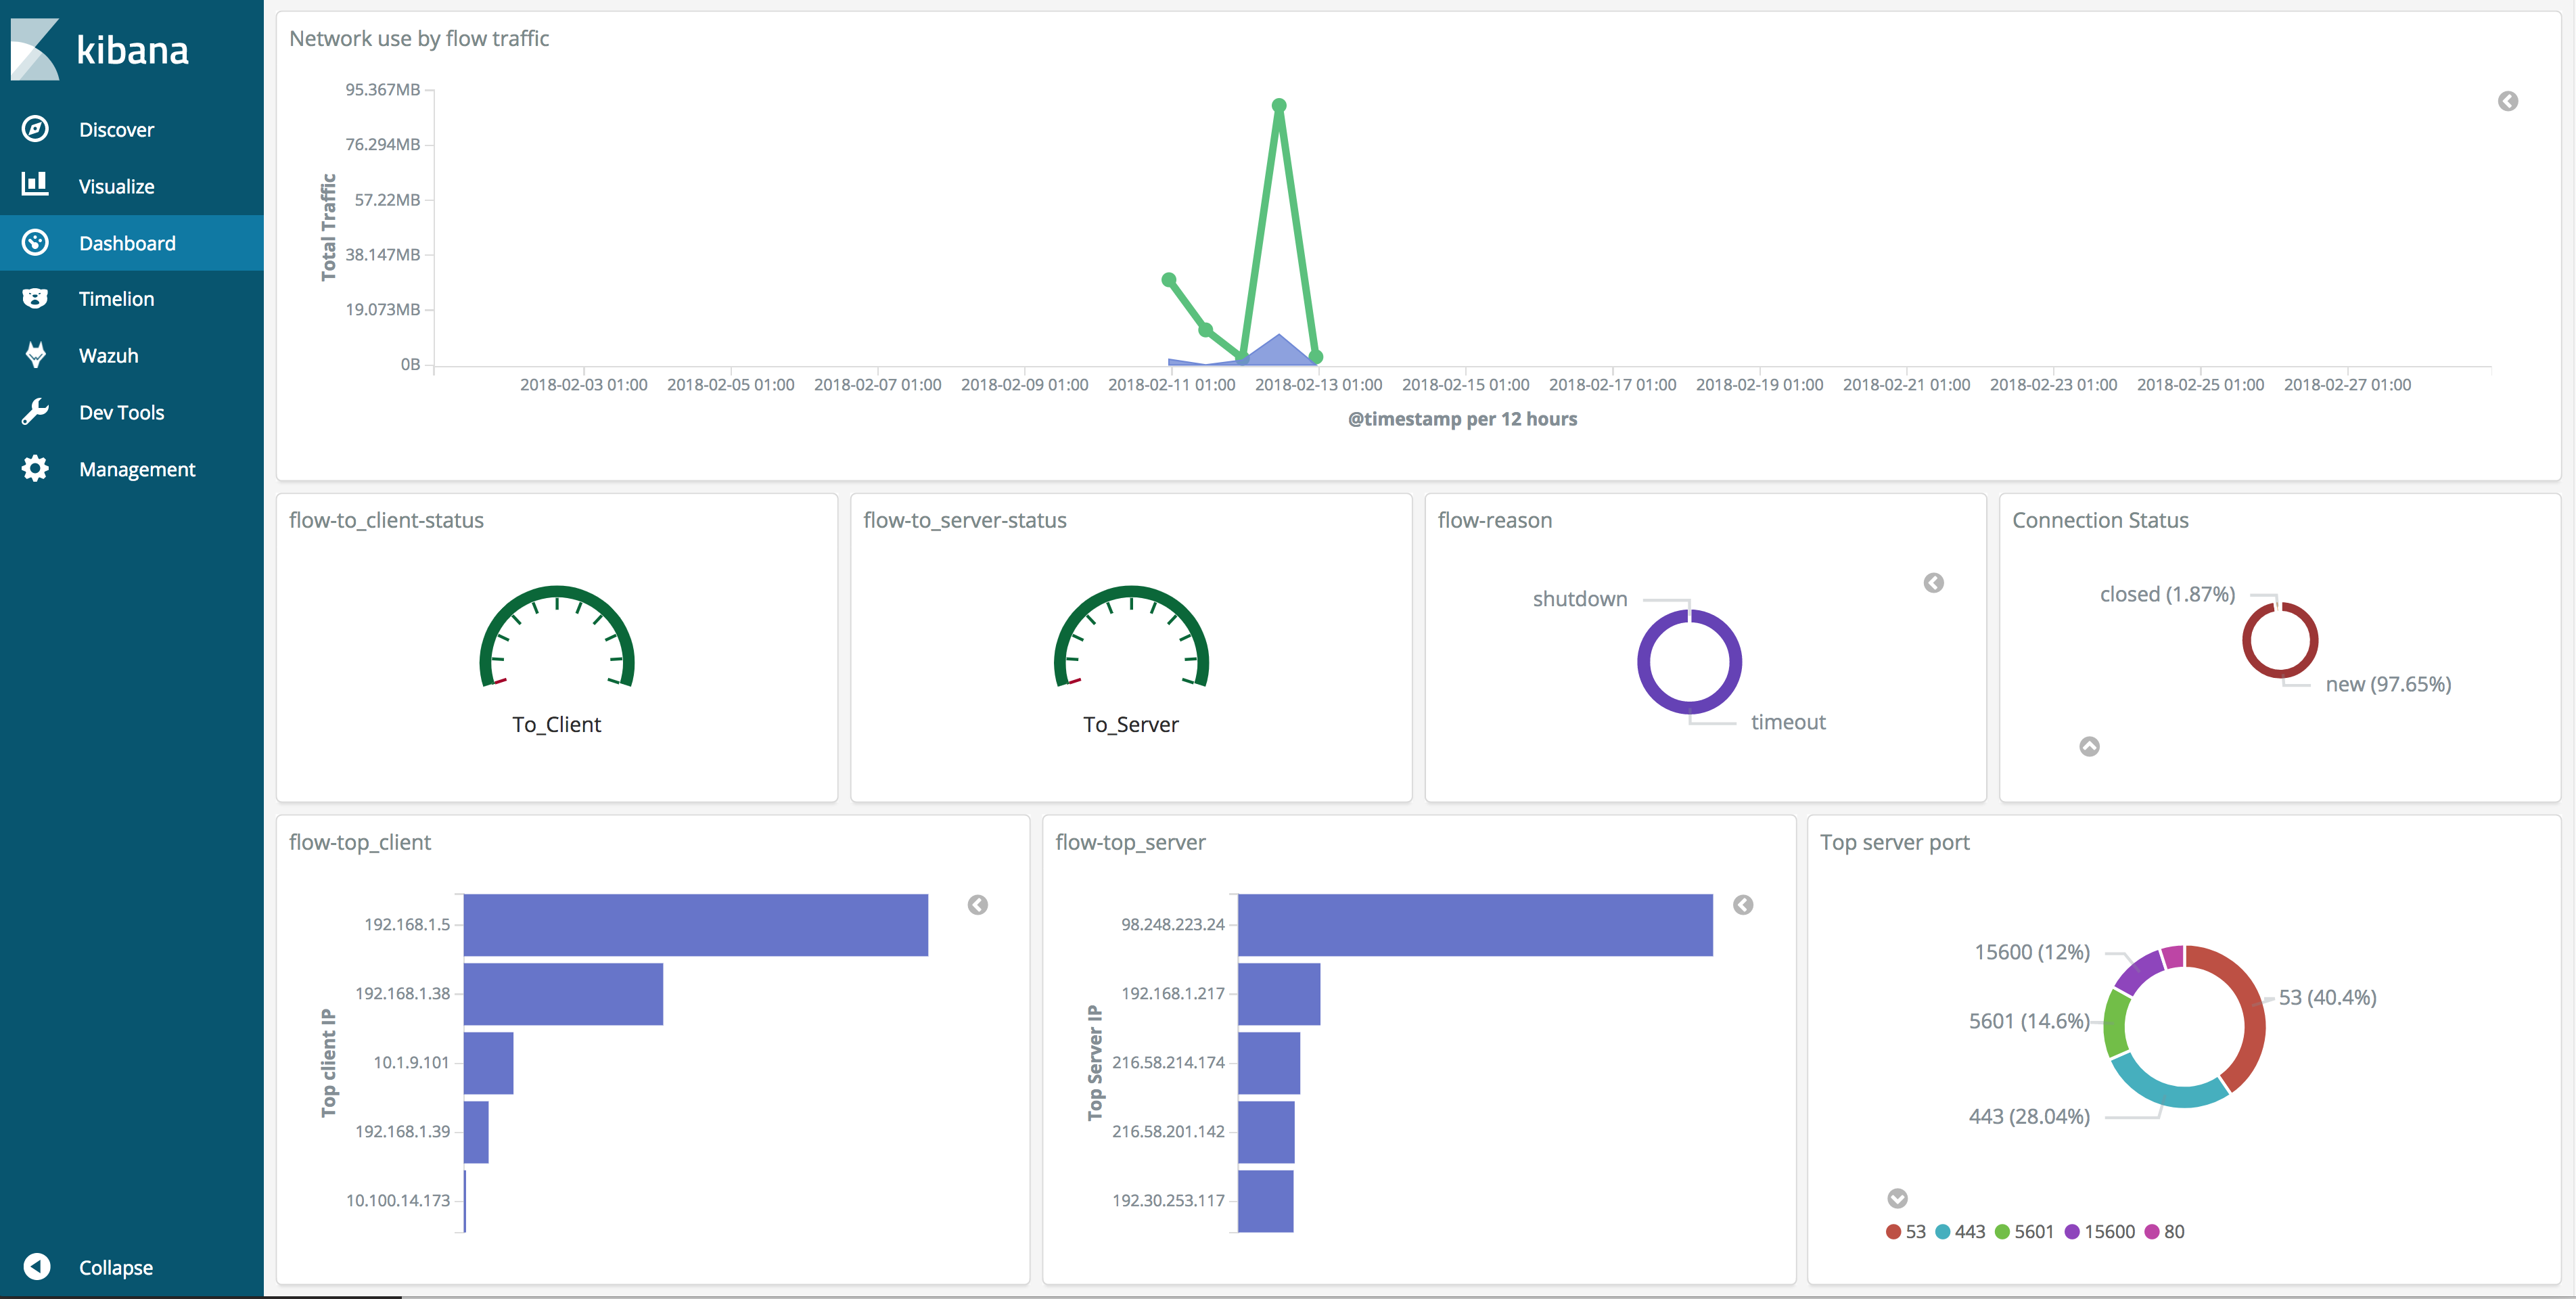 kibana
Discover
Visualize
Dashboard
Timelion
Wazuh
Dev Tools
Management
Collapse
Network use by flow traffic
Total Traffic
95.367MB
76.294MB
57.22MB
38.147MB
19.073MB
0B
2018-02-03 01:00 2018-02-05 01:00 2018-02-07 01:00 2018-02-09 01:00 2018-02-11 01:00 2018-02-13 01:00 2018-02-15 01:00 2018-02-17 01:00 2018-02-19 01:00 2018-02-21 01:00 2018-02-23 01:00 2018-02-25 01:00 2018-02-27 01:00
@timestamp per 12 hours
flow-to_client-status
To_Client
flow-to_server-status
To_Server
flow-reason
shutdown
timeout
Connection Status
closed (1.87%)
new (97.65%)
flow-top_client
Top client IP
192.168.1.5
192.168.1.38
10.1.9.101
192.168.1.39
10.100.14.173
flow-top_server
Top Server IP
98.248.223.24
192.168.1.217
216.58.214.174
216.58.201.142
192.30.253.117
Top server port
15600 (12%)
53 (40.4%)
5601 (14.6%)
443 (28.04%)
53 443 5601 15600 80